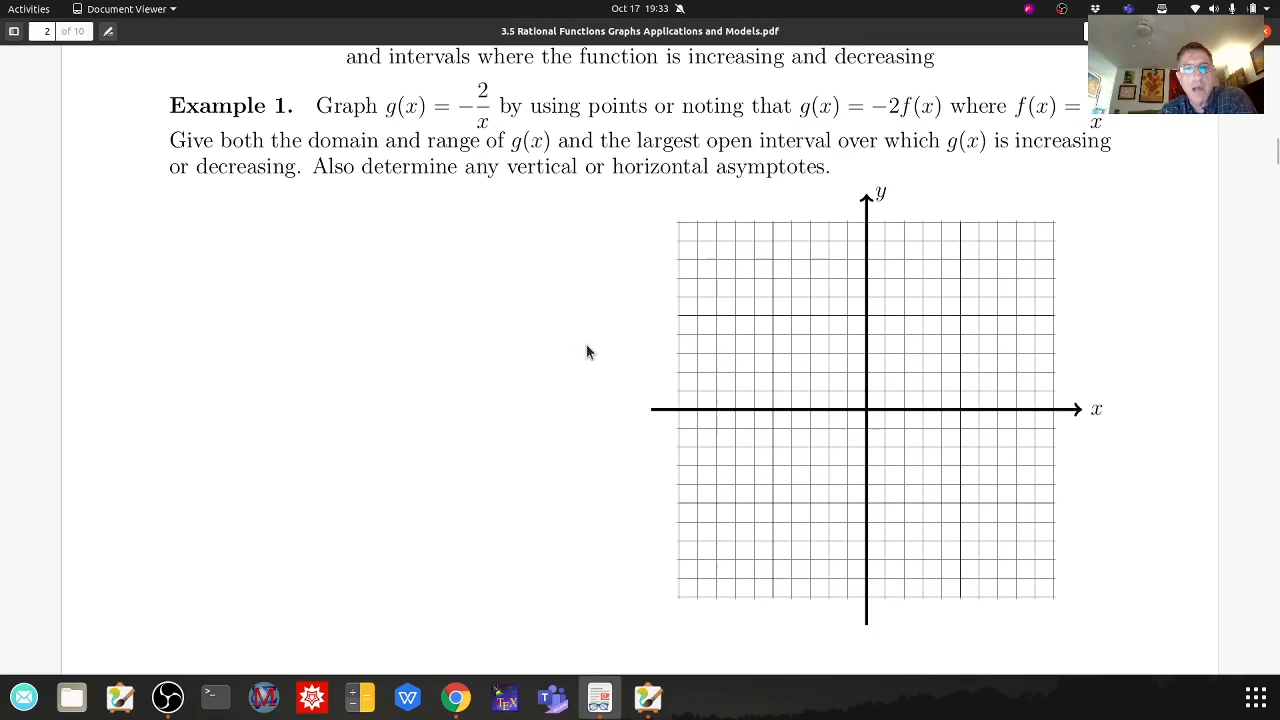 Activities
Document Viewer
Oct 17 19:33
2 of 10
3.5 Rational Functions Graphs Applications and Models.pdf
and intervals where the function is increasing and decreasing
Example 1. Graph g(x) = −2/x by using points or noting that g(x) = −2f(x) where f(x) = x
Give both the domain and range of g(x) and the largest open interval over which g(x) is increasing
or decreasing. Also determine any vertical or horizontal asymptotes.
y
x